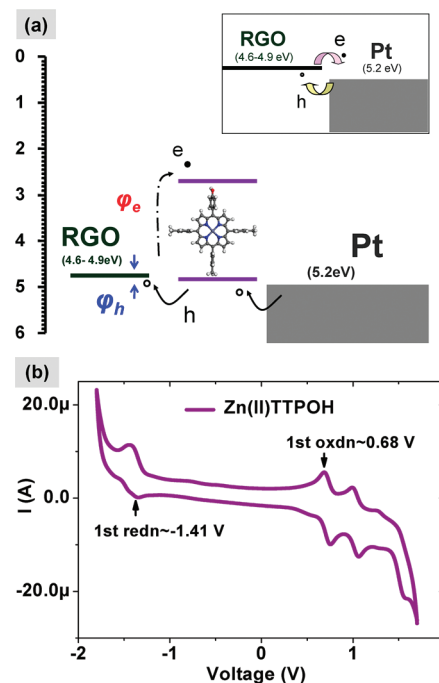 (a)
RGO
(4.6-4.9 eV)
e
Pt
(5.2 eV)
h
0
1
2
3
4
5
6
e
φe
RGO
(4.6- 4.9eV)
φh
h
Pt
(5.2eV)
(b)
Zn(II)TTPOH
1st oxdn~0.68 V
1st redn~-1.41 V
I (A)
20.0µ
0.0
-20.0µ
-2
-1
0
1
Voltage (V)